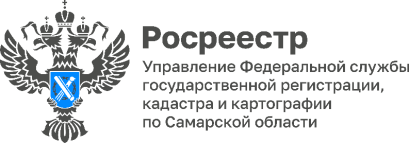 Росреестр
Управление Федеральной службы
государственной регистрации,
кадастра и картографии
по Самарской области